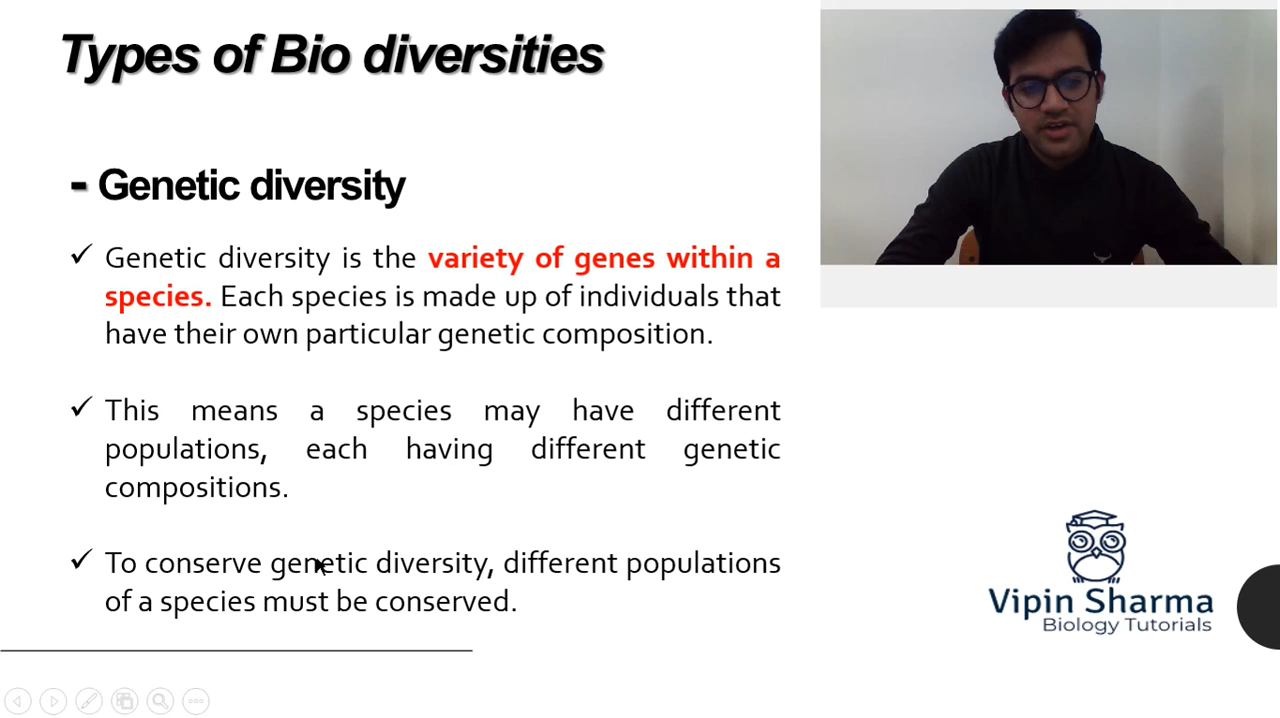 Types of Bio diversities
- Genetic diversity
✓ Genetic diversity is the variety of genes within a
species. Each species is made up of individuals that
have their own particular genetic composition.
✓ This means a species may have different
populations, each having different genetic
compositions.
✓ To conserve genetic diversity, different populations
of a species must be conserved.
Vipin Sharma
Biology Tutorials